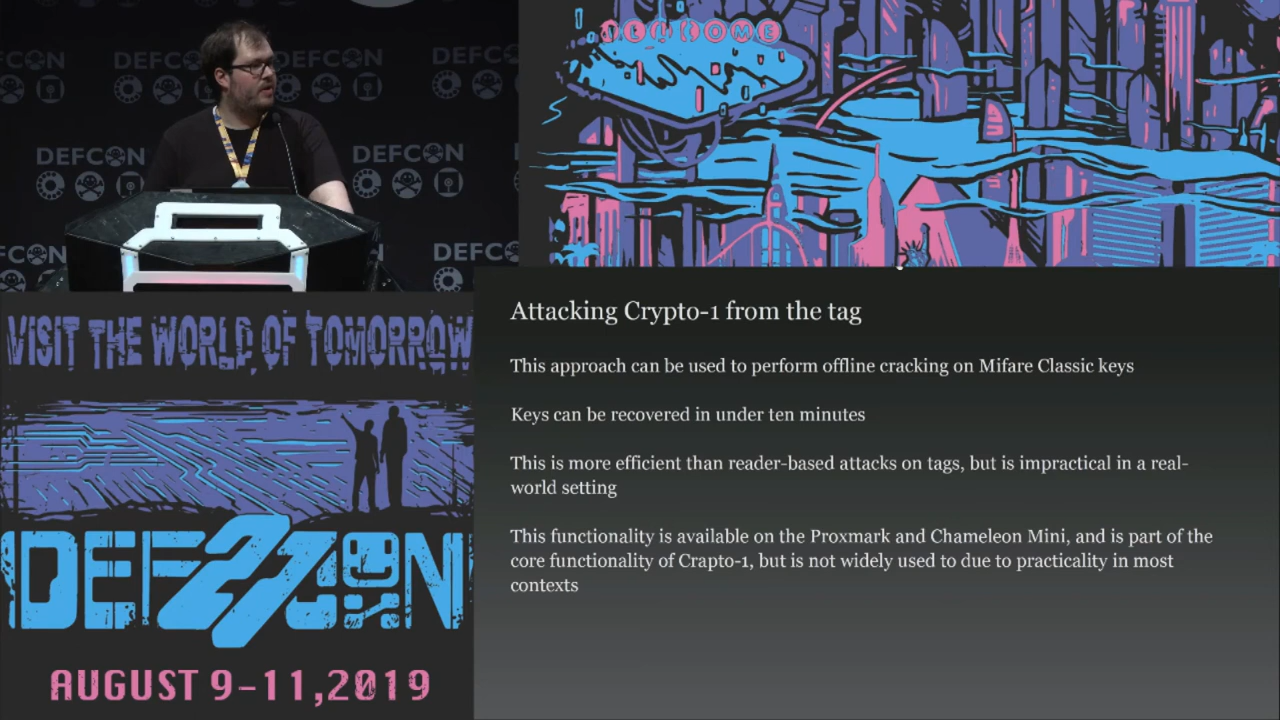 DEFCON
DEFCON
DEFCON
DEFCON
DEFCON
DEFCON
DEFCON
WELCOME
VISIT THE WORLD OF TOMORROW
DEF 27 CON
AUGUST 9-11,2019
Attacking Crypto-1 from the tag
This approach can be used to perform offline cracking on Mifare Classic keys
Keys can be recovered in under ten minutes
This is more efficient than reader-based attacks on tags, but is impractical in a real-
world setting
This functionality is available on the Proxmark and Chameleon Mini, and is part of the
core functionality of Crapto-1, but is not widely used to due to practicality in most
contexts